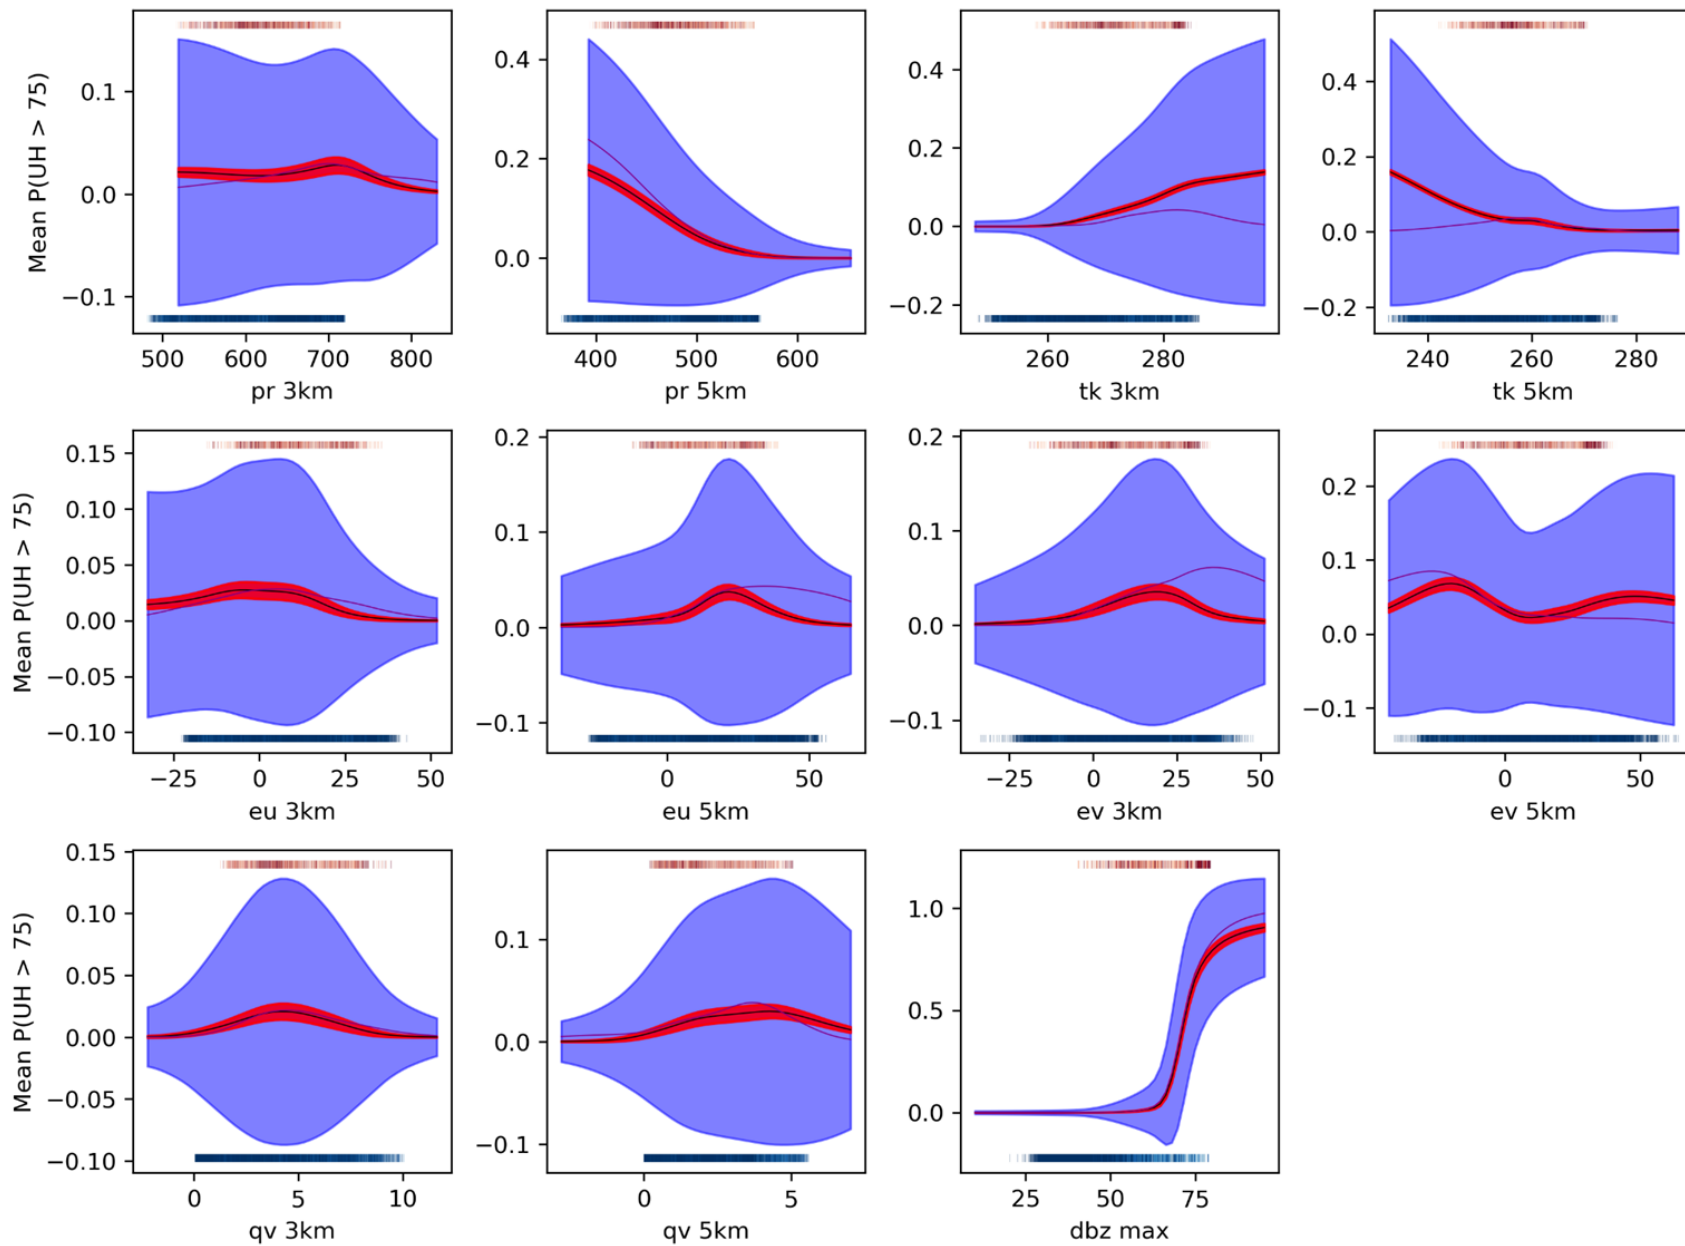 Mean P(UH > 75)
0.1
0.0
−0.1
500 600 700 800
pr 3km
0.4
0.2
0.0
400 500 600
pr 5km
0.4
0.2
0.0
−0.2
260 280
tk 3km
0.4
0.2
0.0
−0.2
240 260 280
tk 5km
Mean P(UH > 75)
0.15
0.10
0.05
0.00
−0.05
−0.10
−25 0 25 50
eu 3km
0.2
0.1
0.0
−0.1
0 50
eu 5km
0.2
0.1
0.0
−0.1
−25 0 25 50
ev 3km
0.2
0.1
0.0
−0.1
0 50
ev 5km
Mean P(UH > 75)
0.15
0.10
0.05
0.00
−0.05
−0.10
0 5 10
qv 3km
0.1
0.0
−0.1
0 5
qv 5km
1.0
0.5
0.0
25 50 75
dbz max